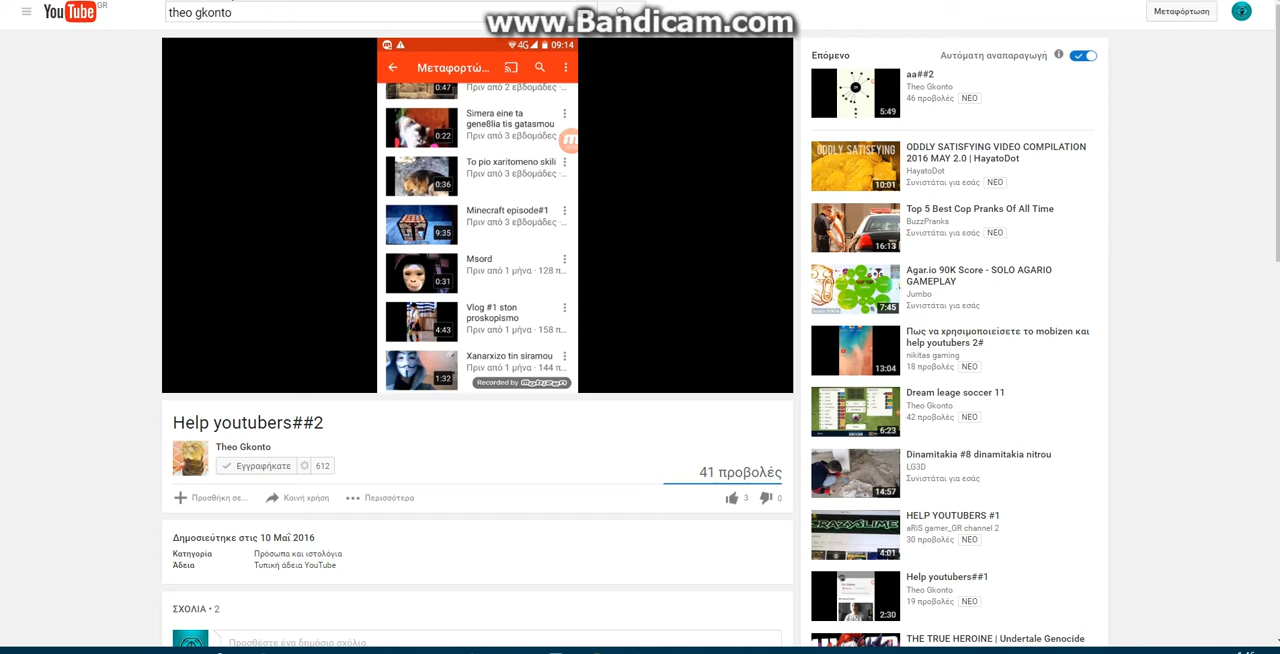 YouTube GR
theo gkonto
www.Bandicam.com
Μεταφόρτωση
4G 09:14
Μεταφορτώ...
0:47
Πριν από 2 εβδομάδες ·...
Simera eine ta
geneßlia tis gatasmou
Πριν από 3 εβδομάδες ·...
0:22
To pio xaritomeno skili
Πριν από 3 εβδομάδες ·...
0:36
Minecraft episode#1
Πριν από 3 εβδομάδες ·...
9:35
Msord
Πριν από 1 μήνα · 128 π...
0:31
Vlog #1 ston
proskopismo
Πριν από 1 μήνα · 158 π...
4:43
Xanarxizo tin siramou
Πριν από 1 μήνα · 144 π...
1:32
Recorded by mobizen
Help youtubers##2
Theo Gkonto
Εγγραφήκατε 612
41 προβολές
Προσθήκη σε... Κοινή χρήση Περισσότερα 3 0
Δημοσιεύτηκε στις 10 Μαΐ 2016
Κατηγορία Πρόσωπα και ιστολόγια
Άδεια Τυπική άδεια YouTube
ΣΧΟΛΙΑ • 2
Προσθέστε ένα δημόσιο σχόλιο...
Επόμενο Αυτόματη αναπαραγωγή
aa##2
Theo Gkonto
46 προβολές ΝΕΟ
5:49
ODDLY SATISFYING
ODDLY SATISFYING VIDEO COMPILATION
2016 MAY 2.0 | HayatoDot
HayatoDot
Συνιστάται για εσάς ΝΕΟ
10:01
Top 5 Best Cop Pranks Of All Time
BuzzPranks
Συνιστάται για εσάς ΝΕΟ
16:13
Agar.io 90K Score - SOLO AGARIO
GAMEPLAY
Jumbo
Συνιστάται για εσάς
7:45
Πως να χρησιμοποιείσετε το mobizen και
help youtubers 2#
nikitas gaming
18 προβολές ΝΕΟ
13:04
Dream leage soccer 11
Theo Gkonto
42 προβολές ΝΕΟ
6:23
Dinamitakia #8 dinamitakia nitrou
LG3D
Συνιστάται για εσάς
14:57
HELP YOUTUBERS #1
aRiS gamer_GR channel 2
30 προβολές ΝΕΟ
CRAZYSLIME
4:01
Help youtubers##1
Theo Gkonto
19 προβολές ΝΕΟ
2:30
THE TRUE HEROINE | Undertale Genocide